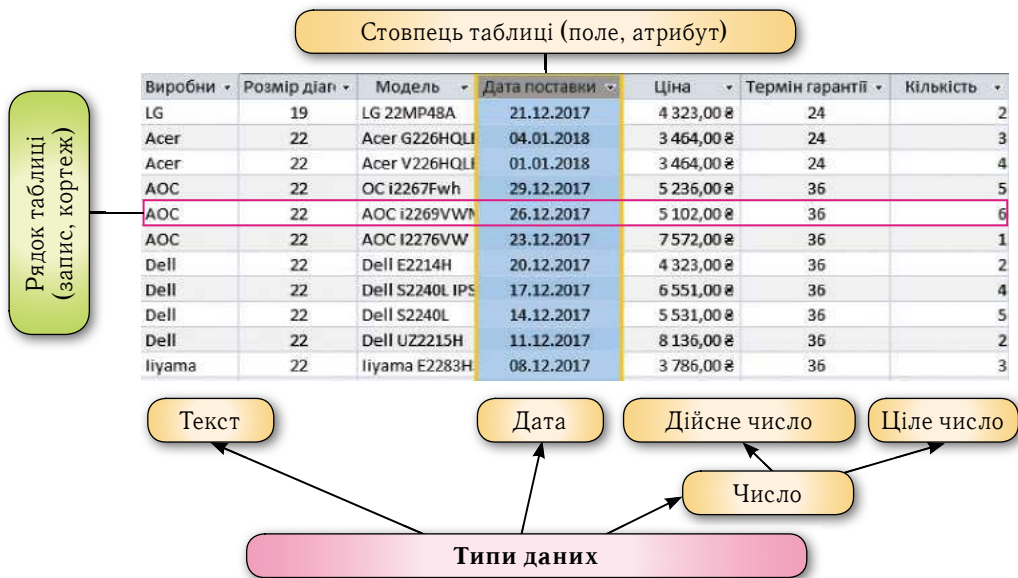 Стовпець таблиці (поле, атрибут)
Рядок таблиці
(запис, кортеж)
Виробни Розмір діаг Модель Дата поставки Ціна Термін гарантії Кількість
LG 19 LG 22MP48A 21.12.2017 4 323,00 ₴ 24 2
Acer 22 Acer G226HQLI 04.01.2018 3 464,00 ₴ 24 3
Acer 22 Acer V226HQLI 01.01.2018 3 464,00 ₴ 24 4
AOC 22 OC i2267Fwh 29.12.2017 5 236,00 ₴ 36 5
AOC 22 AOC i2269VWM 26.12.2017 5 102,00 ₴ 36 6
AOC 22 AOC I2276VW 23.12.2017 7 572,00 ₴ 36 1
Dell 22 Dell E2214H 20.12.2017 4 323,00 ₴ 36 2
Dell 22 Dell S2240L IPS 17.12.2017 6 551,00 ₴ 36 4
Dell 22 Dell S2240L 14.12.2017 5 531,00 ₴ 36 5
Dell 22 Dell UZ2215H 11.12.2017 8 136,00 ₴ 36 2
Iiyama 22 Iiyama E2283H 08.12.2017 3 786,00 ₴ 36 3
Текст Дата Дійсне число Ціле число
Число
Типи даних